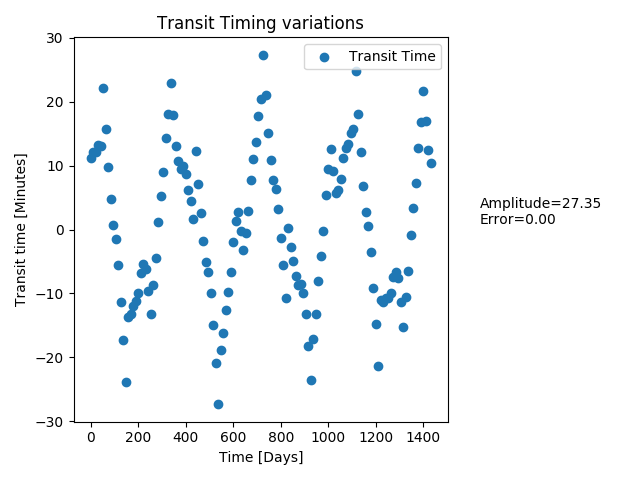 Transit Timing variations
Transit Time
30
20
10
0
−10
−20
−30
Transit time [Minutes]
0
200
400
600
800
1000
1200
1400
Time [Days]
Amplitude=27.35
Error=0.00